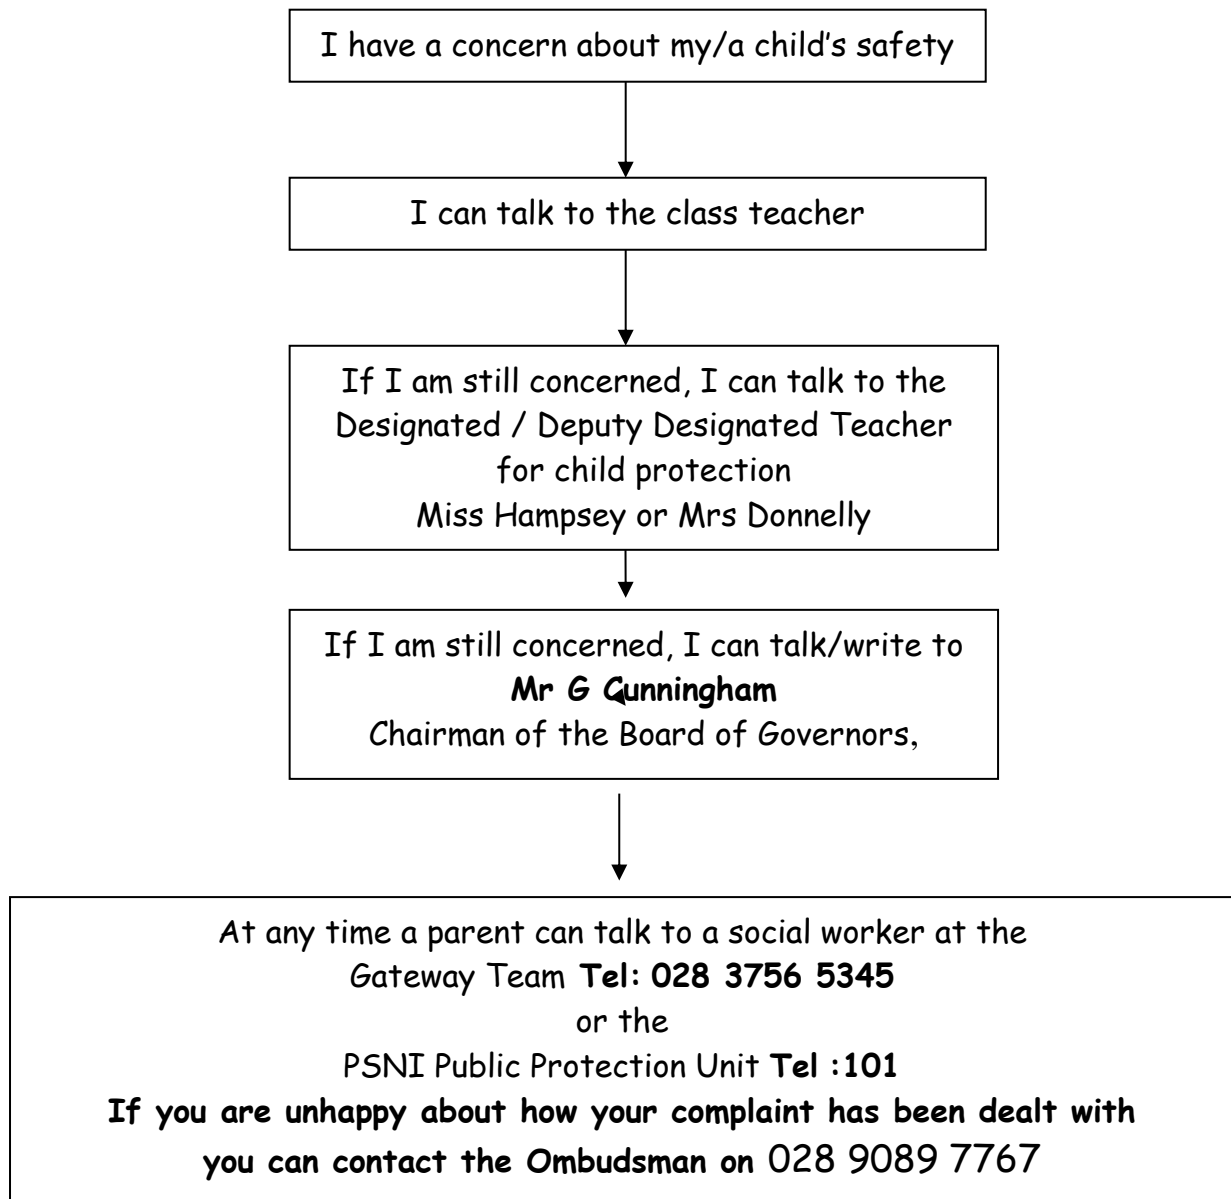 I have a concern about my/a child's safety
I can talk to the class teacher
If I am still concerned, I can talk to the
Designated / Deputy Designated Teacher
for child protection
Miss Hampsey or Mrs Donnelly
If I am still concerned, I can talk/write to
Mr G Cunningham
Chairman of the Board of Governors,
At any time a parent can talk to a social worker at the
Gateway Team Tel: 028 3756 5345
or the
PSNI Public Protection Unit Tel :101
If you are unhappy about how your complaint has been dealt with
you can contact the Ombudsman on 028 9089 7767